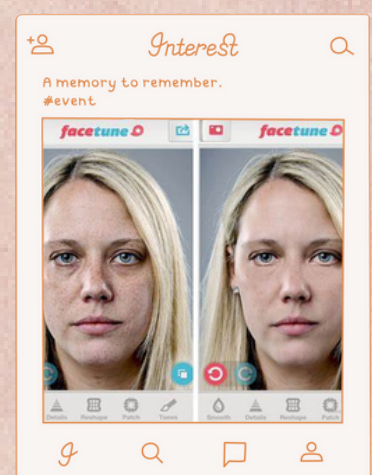 Interest
A memory to remember.
#event
facetune facetune
Details Reshape Patch Tones Smooth Details Reshape Patch